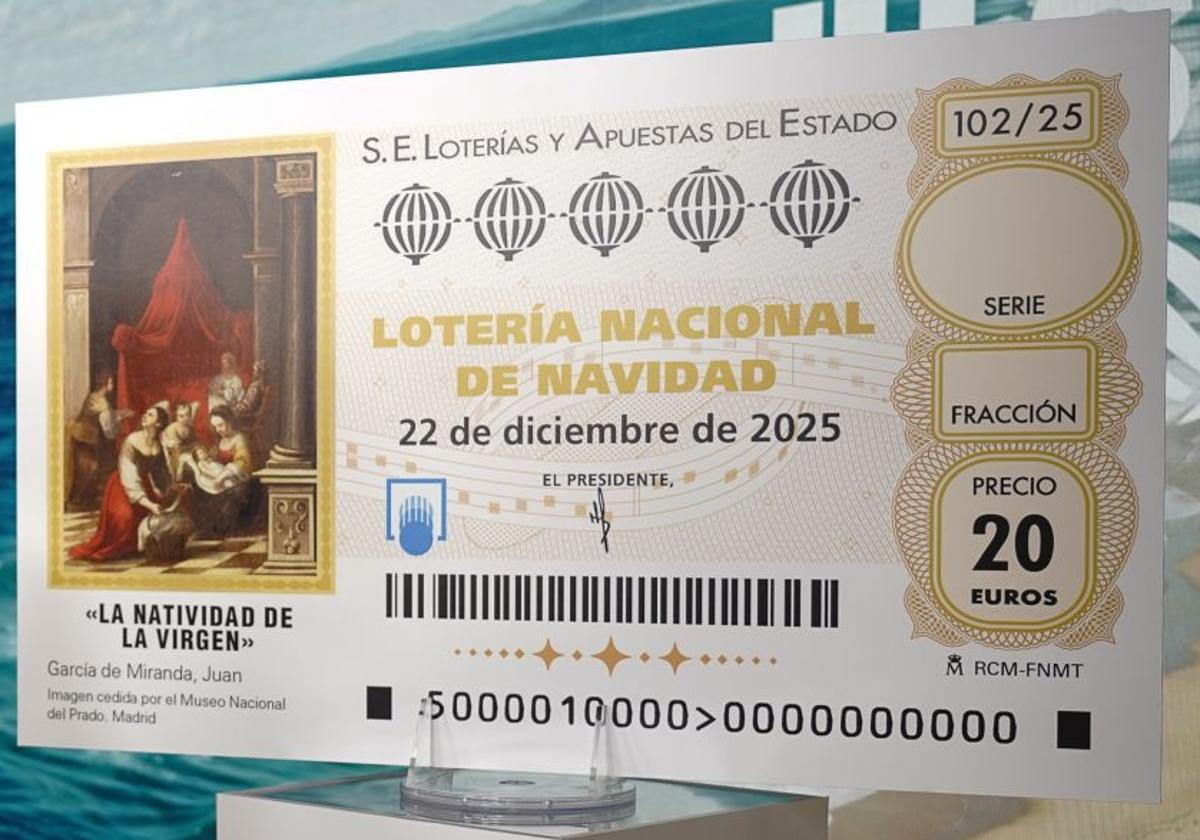 S.E. LOTERÍAS Y APUESTAS DEL ESTADO
102/25
SERIE
LOTERÍA NACIONAL
DE NAVIDAD
22 de diciembre de 2025
FRACCIÓN
EL PRESIDENTE,
PRECIO
20
EUROS
«LA NATIVIDAD DE
LA VIRGEN»
García de Miranda, Juan
Imagen cedida por el Museo Nacional
del Prado. Madrid
RCM-FNMT
5000010000>0000000000